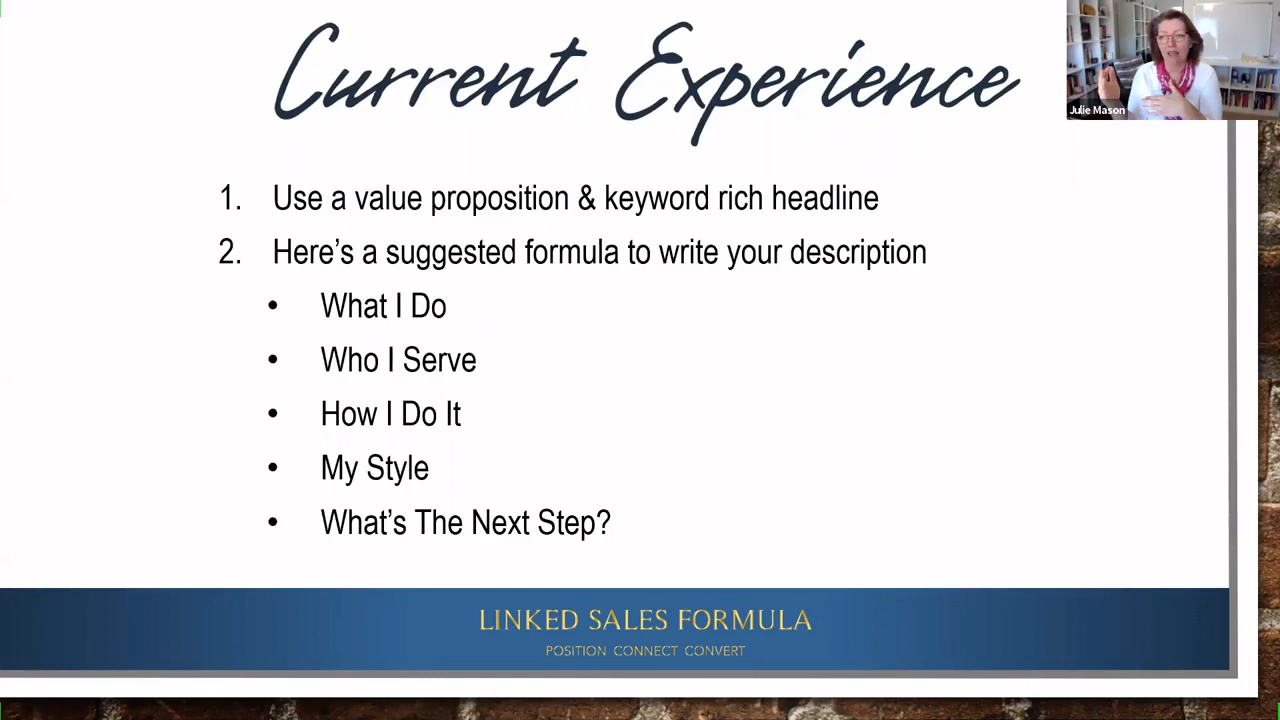 Current Experience
Julie Mason
1. Use a value proposition & keyword rich headline
2. Here's a suggested formula to write your description
• What I Do
• Who I Serve
• How I Do It
• My Style
• What's The Next Step?
LINKED SALES FORMULA
POSITION CONNECT CONVERT